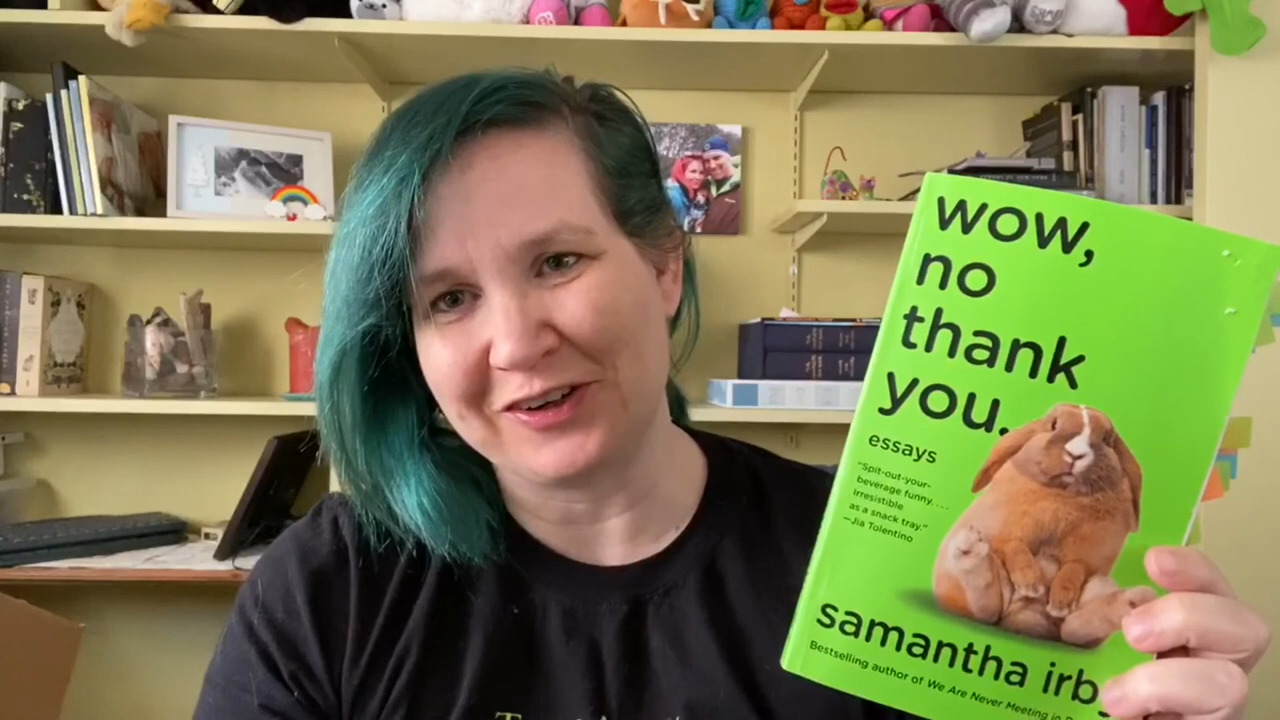 wow,
no
thank
you.
essays
“Spit-out-your-
beverage funny....
Irresistible
as a snack tray.”
—Jia Tolentino
samantha irby
Bestselling author of We Are Never Meeting in